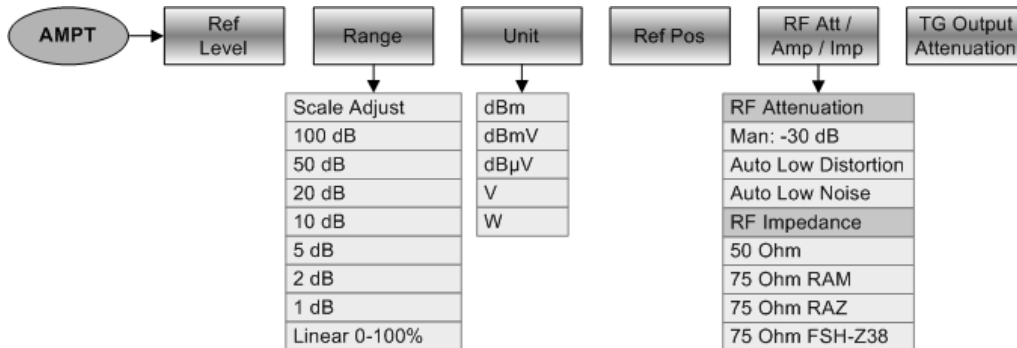 AMPT
Ref
Level
Range
Unit
Ref Pos
RF Att /
Amp / Imp
TG Output
Attenuation
Scale Adjust
100 dB
50 dB
20 dB
10 dB
5 dB
2 dB
1 dB
Linear 0-100%
dBm
dBmV
dBµV
V
W
RF Attenuation
Man: -30 dB
Auto Low Distortion
Auto Low Noise
RF Impedance
50 Ohm
75 Ohm RAM
75 Ohm RAZ
75 Ohm FSH-Z38